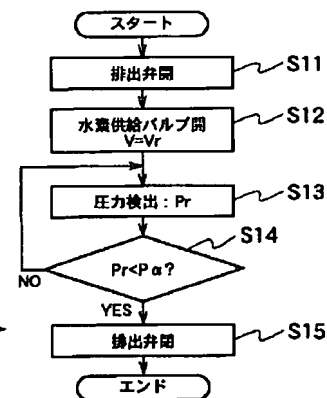 スタート
排出弁開
S11
水素供給バルブ開
V=Vr
S12
圧力検出：Pr
S13
S14
Pr<Pα?
NO
YES
排出弁閉
S15
エンド